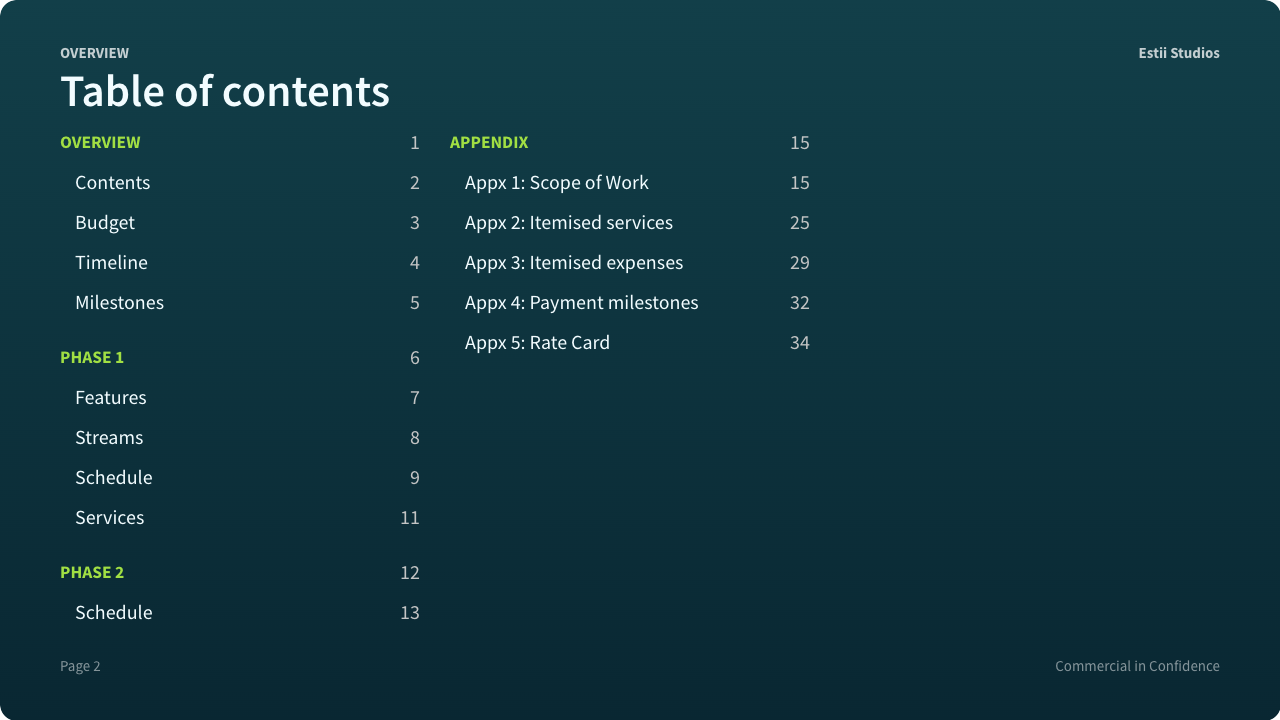 OVERVIEW
Estii Studios
Table of contents
OVERVIEW 1
Contents 2
Budget 3
Timeline 4
Milestones 5
PHASE 1 6
Features 7
Streams 8
Schedule 9
Services 11
PHASE 2 12
Schedule 13
APPENDIX 15
Appx 1: Scope of Work 15
Appx 2: Itemised services 25
Appx 3: Itemised expenses 29
Appx 4: Payment milestones 32
Appx 5: Rate Card 34
Page 2
Commercial in Confidence